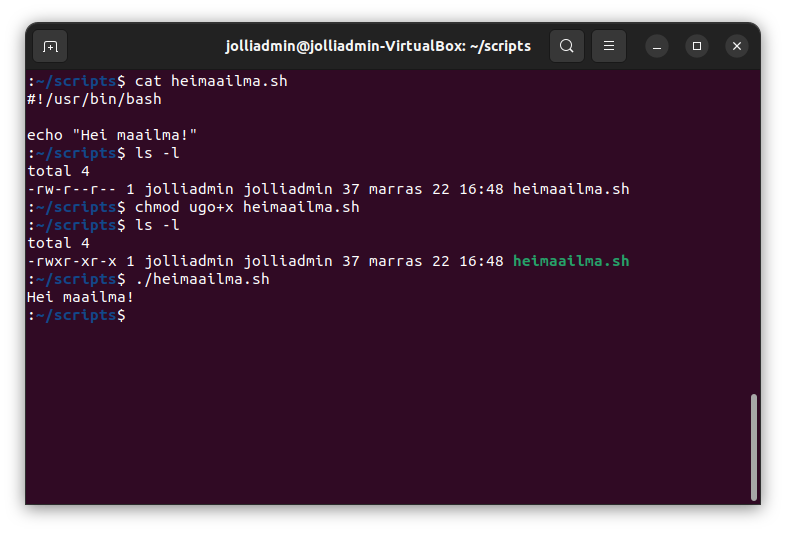 jolliadmin@jolliadmin-VirtualBox: ~/scripts
:~/scripts$ cat heimaailma.sh
#!/usr/bin/bash
echo "Hei maailma!"
:~/scripts$ ls -l
total 4
-rw-r--r-- 1 jolliadmin jolliadmin 37 marras 22 16:48 heimaailma.sh
:~/scripts$ chmod ugo+x heimaailma.sh
:~/scripts$ ls -l
total 4
-rwxr-xr-x 1 jolliadmin jolliadmin 37 marras 22 16:48 heimaailma.sh
:~/scripts$ ./heimaailma.sh
Hei maailma!
:~/scripts$